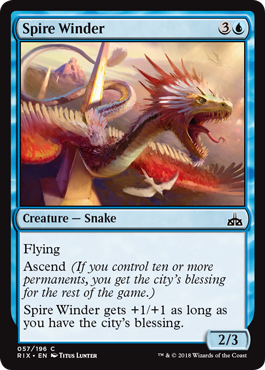 Spire Winder 3
Creature — Snake
Flying
Ascend (If you control ten or more
permanents, you get the city's blessing
for the rest of the game.)
Spire Winder gets +1/+1 as long as
you have the city's blessing.
2/3
057/196 C
RIX • EN Titus Lunter
™ & © 2018 Wizards of the Coast